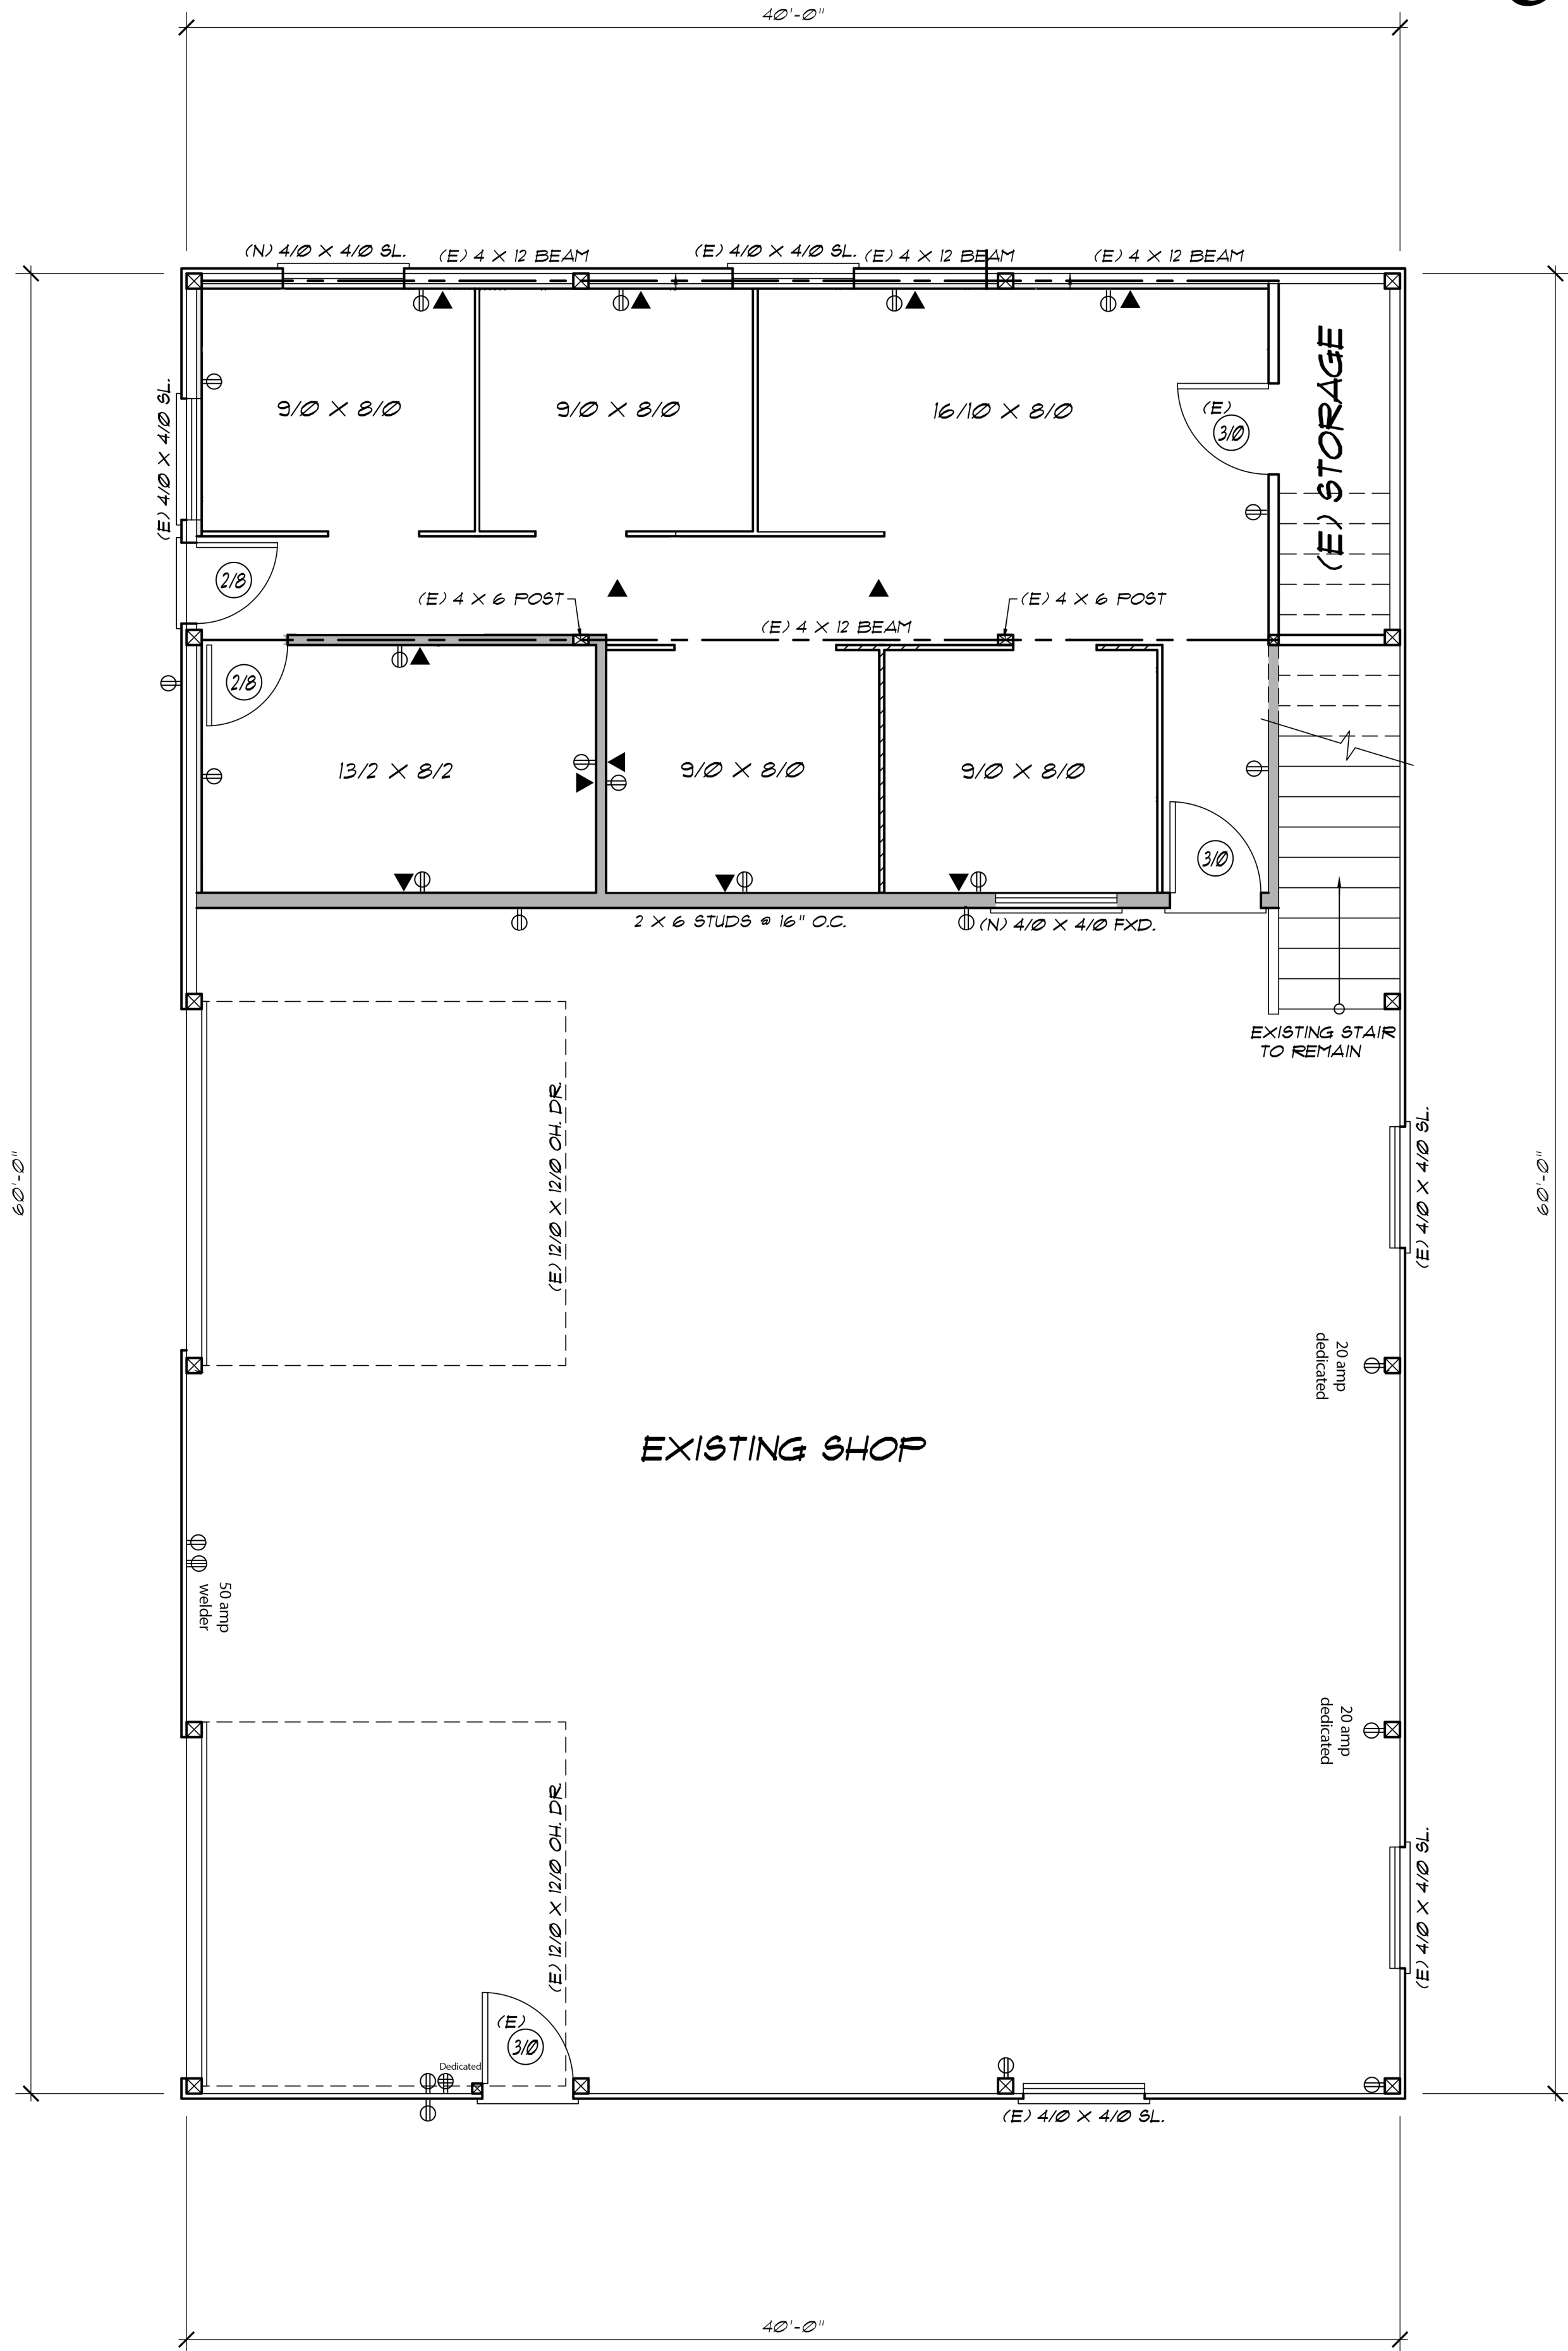 40'-0"
(N) 4/0 X 4/0 SL.
(E) 4 X 12 BEAM
(E) 4/0 X 4/0 SL.
(E) 4 X 12 BEAM
(E) 4 X 12 BEAM
(E) 4/0 X 4/0 SL.
9/0 X 8/0
9/0 X 8/0
16/10 X 8/0
(E)
3/0
(E) STORAGE
2/8
(E) 4 X 6 POST
(E) 4 X 6 POST
(E) 4 X 12 BEAM
2/8
13/2 X 8/2
9/0 X 8/0
9/0 X 8/0
3/0
2 X 6 STUDS @ 16" O.C.
(N) 4/0 X 4/0 FXD.
EXISTING STAIR
TO REMAIN
60'-0"
(E) 12/0 X 12/0 OH. DR.
(E) 4/0 X 4/0 SL.
60'-0"
20 amp
dedicated
EXISTING SHOP
50 amp
welder
20 amp
dedicated
(E) 12/0 X 12/0 OH. DR.
(E) 4/0 X 4/0 SL.
(E)
3/0
Dedicated
(E) 4/0 X 4/0 SL.
40'-0"